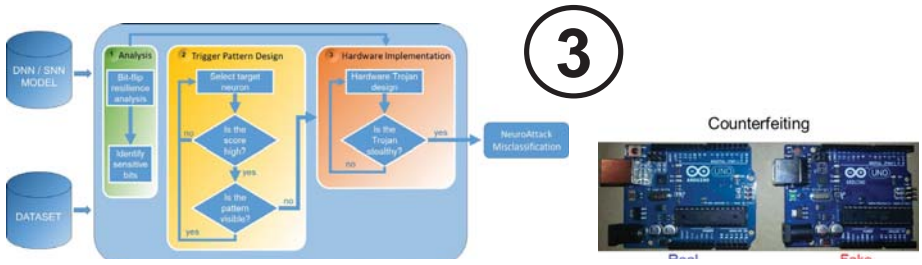 DNN / SNN
MODEL
DATASET
1 Analysis
Bit-flip
resilience
analysis
Identify
sensitive
bits
2 Trigger Pattern Design
Select target
neuron
no
Is the
score
high?
yes
Is the
pattern
visible?
no
yes
3 Hardware Implementation
Hardware Trojan
design
Is the
Trojan
stealthy?
yes
no
NeuroAttack
Misclassification
3
Counterfeiting
UNO
ARDUINO
UNO
ARDUINO
Real
Fake